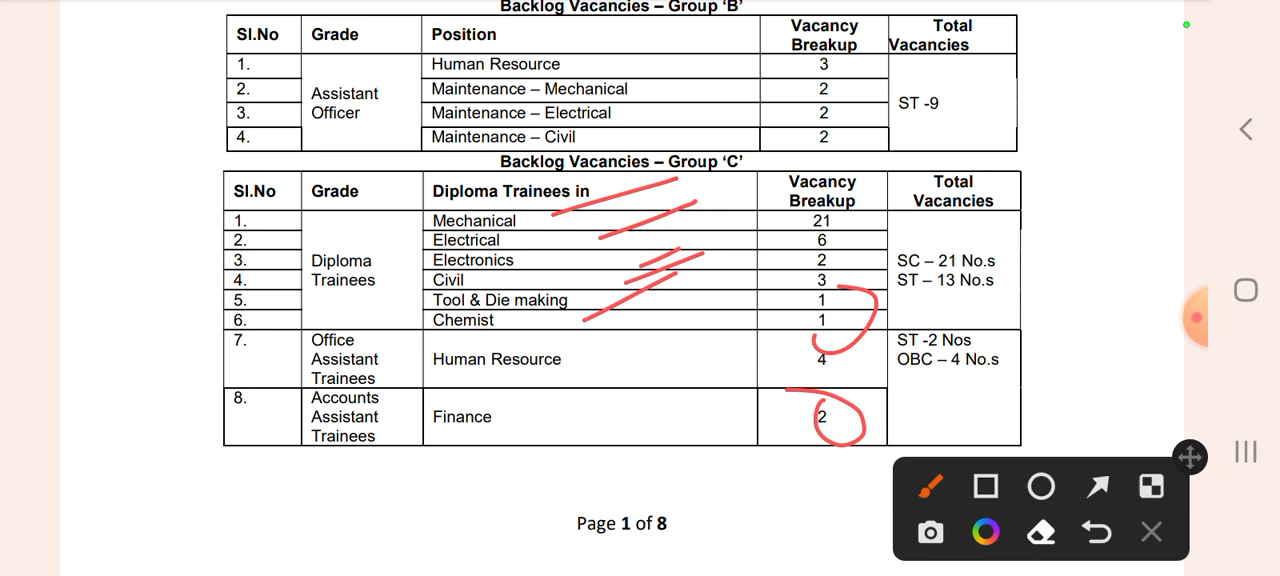 Backlog Vacancies – Group ‘B’
Sl.No Grade Position Vacancy Breakup Total Vacancies
1. Assistant Officer Human Resource 3 ST -9
2. Maintenance – Mechanical 2
3. Maintenance – Electrical 2
4. Maintenance – Civil 2
Backlog Vacancies – Group ‘C’
Sl.No Grade Diploma Trainees in Vacancy Breakup Total Vacancies
1. Diploma Trainees Mechanical 21 SC – 21 No.s
2. Electrical 6 ST – 13 No.s
3. Electronics 2
4. Civil 3
5. Tool & Die making 1
6. Chemist 1
7. Office Assistant Trainees Human Resource 4 ST -2 Nos OBC – 4 No.s
8. Accounts Assistant Trainees Finance 2
Page 1 of 8